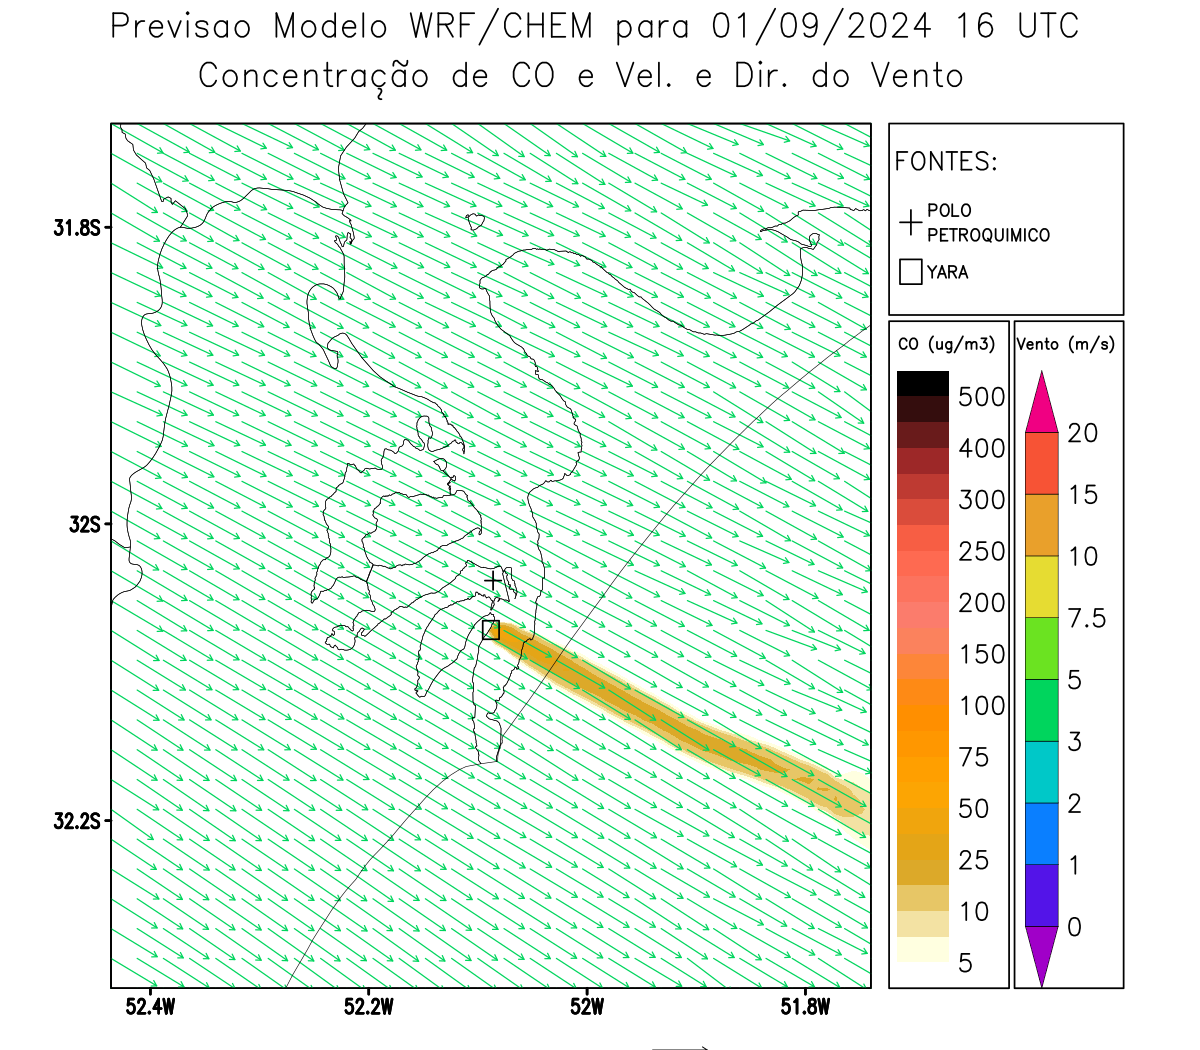 Previsao Modelo WRF/CHEM para 01/09/2024 16 UTC
Concentração de CO e Vel. e Dir. do Vento
FONTES:
POLO
PETROQUIMICO
YARA
31.8S
32S
32.2S
52.4W
52.2W
52W
51.8W
CO (ug/m3)
500
400
300
250
200
150
100
75
50
25
10
5
Vento (m/s)
20
15
10
7.5
5
3
2
1
0